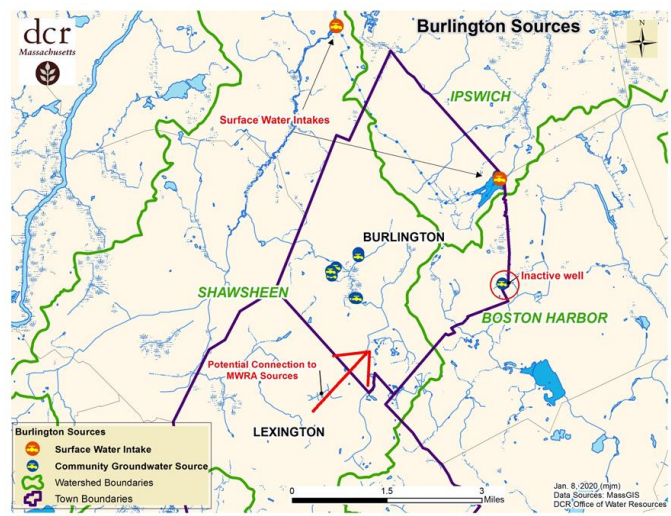 dcr
Massachusetts
Burlington Sources
N
IPSWICH
Surface Water Intakes
BURLINGTON
Inactive well
SHAWSHEEN
BOSTON HARBOR
Potential Connection to
MWRA Sources
LEXINGTON
Burlington Sources
Surface Water Intake
Community Groundwater Source
Watershed Boundaries
Town Boundaries
0 1.5 3
Miles
Jan. 8, 2020 (mjm)
Data Sources: MassGIS
DCR Office of Water Resources